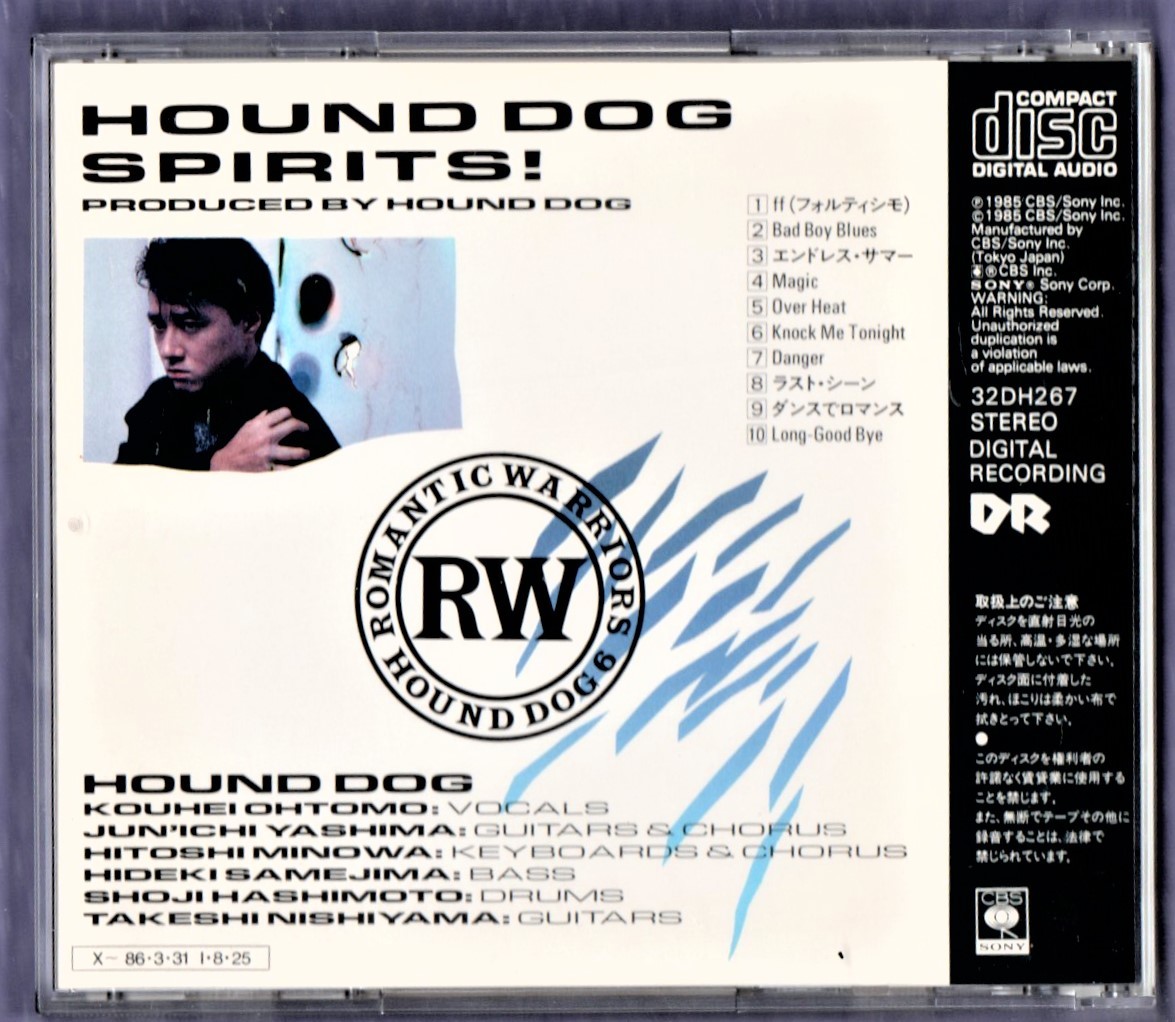 HOUND DOG
SPIRITS!
PRODUCED BY HOUND DOG
1 ff (フォルティシモ)
2 Bad Boy Blues
3 エンドレス・サマー
4 Magic
5 Over Heat
6 Knock Me Tonight
7 Danger
8 ラスト・シーン
9 ダンスでロマンス
10 Long-Good Bye
ROMANTIC WARRIORS
RW
HOUND DOG 6
HOUND DOG
KOUHEI OHTOMO: VOCALS
JUN'ICHI YASHIMA: GUITARS & CHORUS
HITOSHI MINOWA: KEYBOARDS & CHORUS
HIDEKI SAMEJIMA: BASS
SHOJI HASHIMOTO: DRUMS
TAKESHI NISHIYAMA: GUITARS
X- 86・3・31 I・8・25
COMPACT
disc
DIGITAL AUDIO
℗ 1985 CBS/Sony Inc.
© 1985 CBS/Sony Inc.
Manufactured by
CBS/Sony Inc.
(Tokyo Japan)
® CBS Inc.
SONY® Sony Corp.
WARNING:
All Rights Reserved.
Unauthorized
duplication is
a violation
of applicable laws.
32DH267
STEREO
DIGITAL
RECORDING
DR
取扱上のご注意
ディスクを直射日光の
当る所、高温・多湿な場所
には保管しないで下さい。
ディスク面に付着した
汚れ、ほこりは柔かい布で
拭きとって下さい。
●
このディスクを権利者の
許諾なく賃貸業に使用する
ことを禁じます。
また、無断でテープその他に
録音することは、法律で
禁じられています。
CBS
SONY